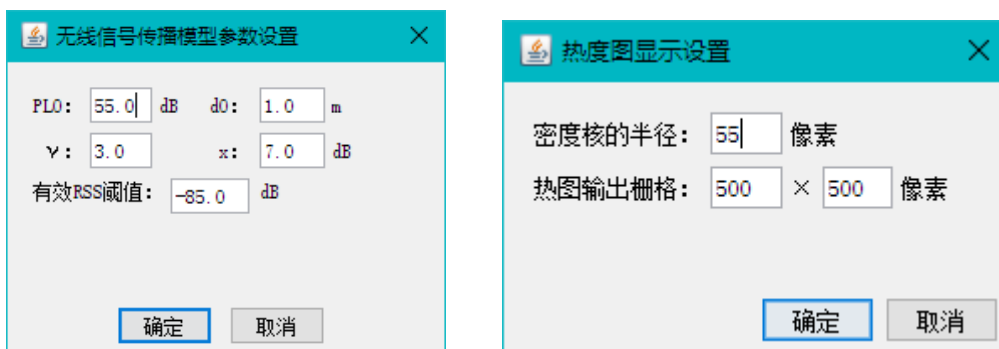 无线信号传播模型参数设置
PL0: 55.0 dB d0: 1.0 m
γ: 3.0 x: 7.0 dB
有效RSS阈值: -85.0 dB
确定 取消
热度图显示设置
密度核的半径: 55 像素
热图输出栅格: 500 × 500 像素
确定 取消